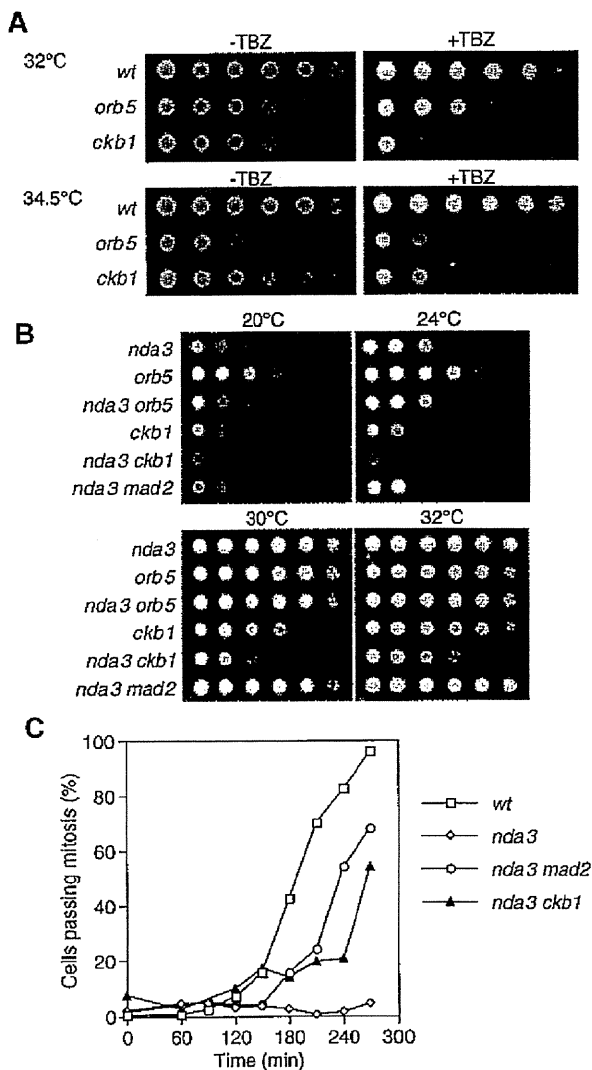 A
32°C
-TBZ
+TBZ
wt
orb5
ckb1
34.5°C
-TBZ
+TBZ
wt
orb5
ckb1
B
20°C
24°C
nda3
orb5
nda3 orb5
ckb1
nda3 ckb1
nda3 mad2
30°C
32°C
nda3
orb5
nda3 orb5
ckb1
nda3 ckb1
nda3 mad2
C
Cells passing mitosis (%)
100
80
60
40
20
0
0 60 120 180 240 300
Time (min)
wt
nda3
nda3 mad2
nda3 ckb1